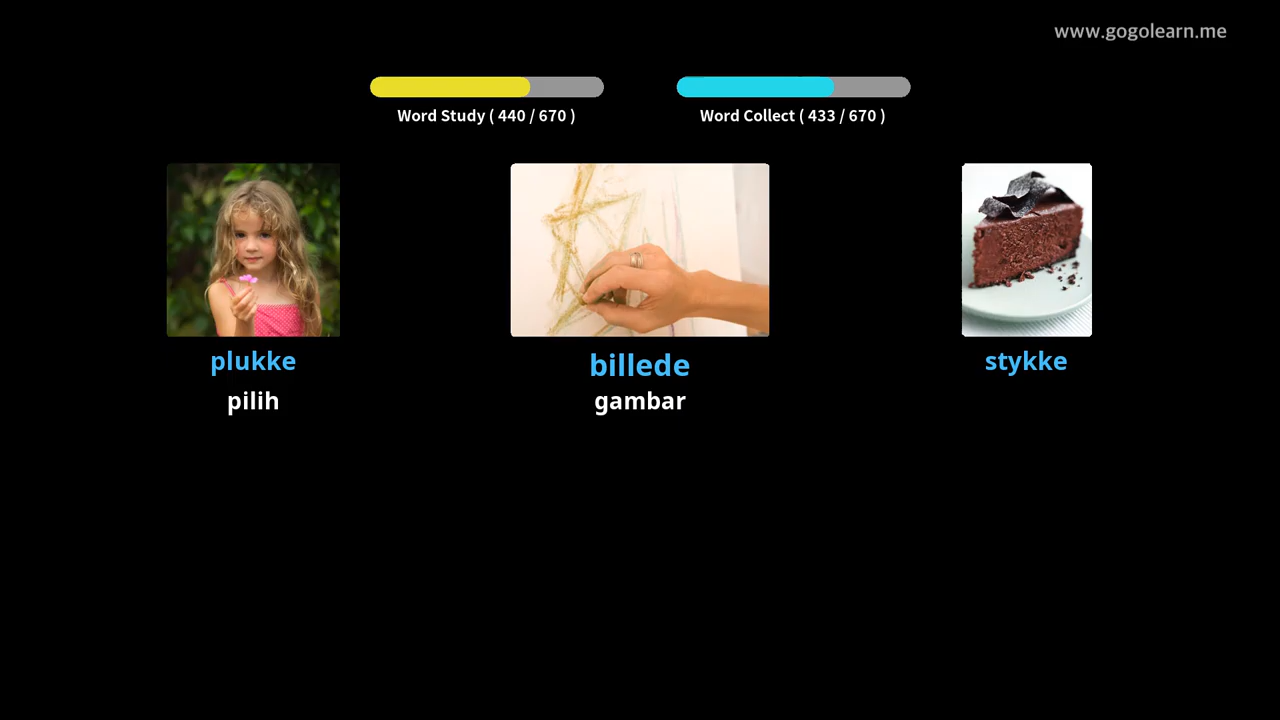 www.gogolearn.me
Word Study ( 440 / 670 )
Word Collect ( 433 / 670 )
plukke
pilih
billede
gambar
stykke